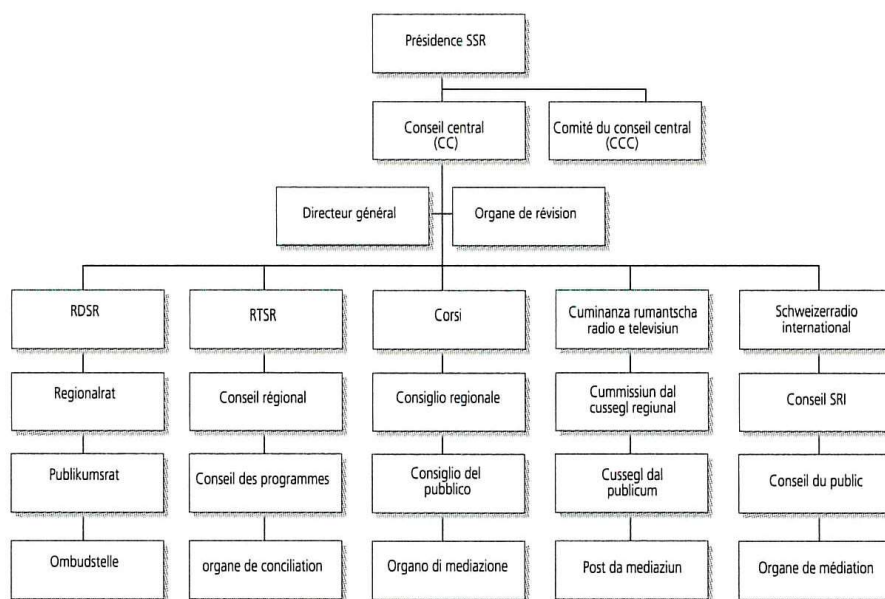 Présidence SSR
Conseil central
(CC)
Comité du conseil central
(CCC)
Directeur général
Organe de révision
RDSR
RTSR
Corsi
Cuminanza rumantscha
radio e televisiun
Schweizerradio
international
Regionalrat
Conseil régional
Consiglio regionale
Cummissiun dal
cussegl regiunal
Conseil SRI
Publikumsrat
Conseil des programmes
Consiglio del
pubblico
Cussegl dal
publicum
Conseil du public
Ombudstelle
organe de conciliation
Organo di mediazione
Post da mediaziun
Organe de médiation